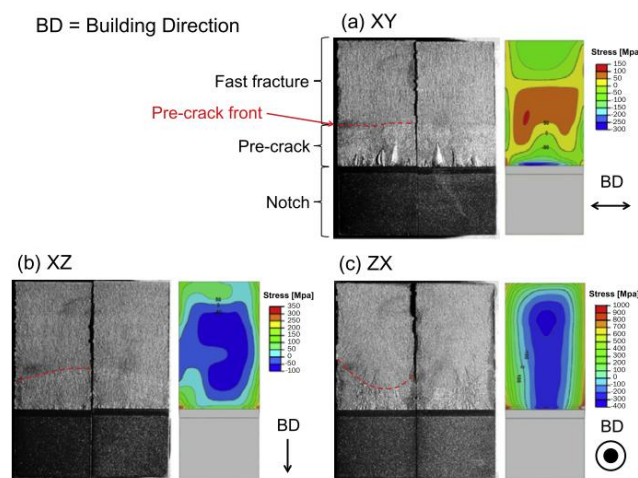 BD = Building Direction
(a) XY
Fast fracture
Pre-crack front
Pre-crack
Notch
Stress [Mpa]
150
100
50
0
-50
-100
-150
-200
-250
-300
BD
(b) XZ
Stress [Mpa]
350
300
250
200
150
100
50
0
-50
-100
BD
(c) ZX
Stress [Mpa]
1000
900
800
700
600
500
400
300
200
100
0
-100
-200
-300
-400
BD